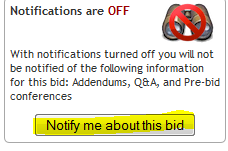 Notifications are OFF
With notifications turned off you will not
be notified of the following information
for this bid: Addendums, Q&A, and Pre-bid
conferences
Notify me about this bid